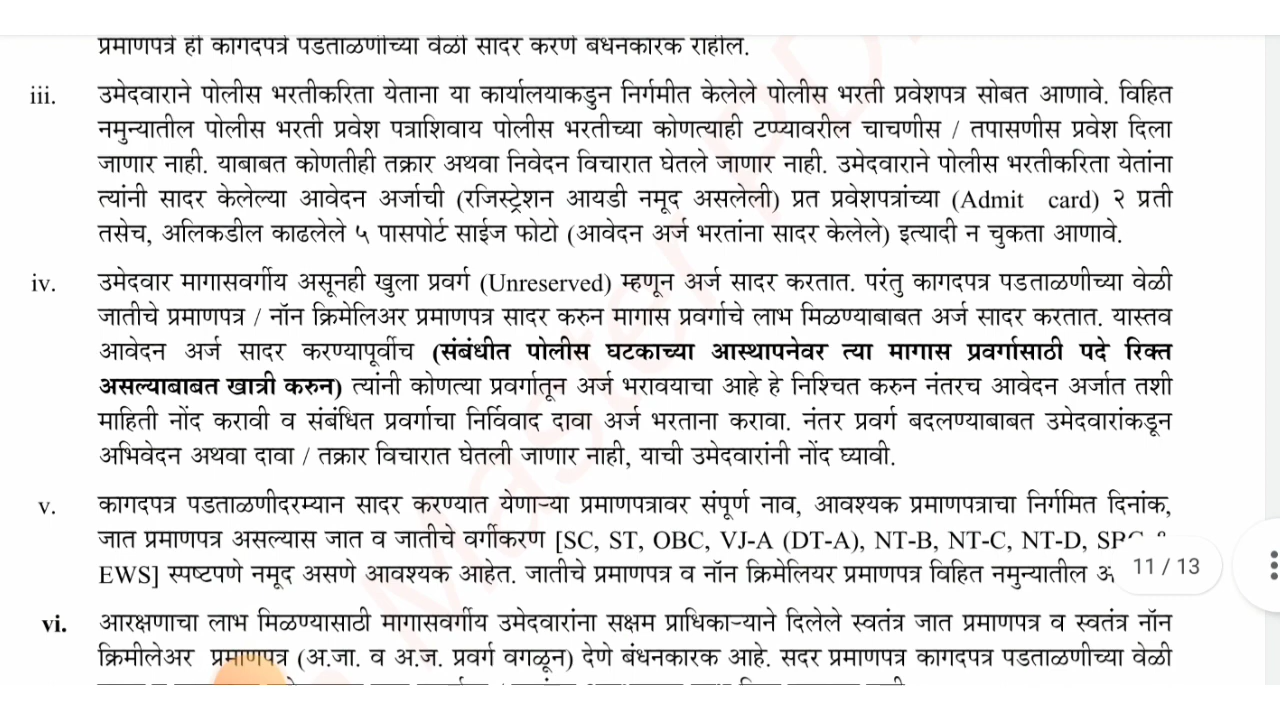 प्रमाणपत्रे ही कागदपत्रे पडताळणीच्या वेळी सादर करणे बंधनकारक राहील.
iii. उमेदवाराने पोलीस भरतीकरिता येताना या कार्यालयाकडुन निर्गमीत केलेले पोलीस भरती प्रवेशपत्र सोबत आणावे. विहित
नमुन्यातील पोलीस भरती प्रवेश पत्राशिवाय पोलीस भरतीच्या कोणत्याही टप्प्यावरील चाचणीस / तपासणीस प्रवेश दिला
जाणार नाही. याबाबत कोणतीही तक्रार अथवा निवेदन विचारात घेतले जाणार नाही. उमेदवाराने पोलीस भरतीकरिता येतांना
त्यांनी सादर केलेल्या आवेदन अर्जाची (रजिस्ट्रेशन आयडी नमूद असलेली) प्रत प्रवेशपत्रांच्या (Admit card) २ प्रती
तसेच, अलिकडील काढलेले ५ पासपोर्ट साईज फोटो (आवेदन अर्ज भरतांना सादर केलेले) इत्यादी न चुकता आणावे.
iv. उमेदवार मागासवर्गीय असूनही खुला प्रवर्ग (Unreserved) म्हणून अर्ज सादर करतात. परंतु कागदपत्र पडताळणीच्या वेळी
जातीचे प्रमाणपत्र / नॉन क्रिमेलिअर प्रमाणपत्र सादर करुन मागास प्रवर्गाचे लाभ मिळण्याबाबत अर्ज सादर करतात. यास्तव
आवेदन अर्ज सादर करण्यापूर्वीच (संबंधीत पोलीस घटकाच्या आस्थापनेवर त्या मागास प्रवर्गासाठी पदे रिक्त
असल्याबाबत खात्री करुन) त्यांनी कोणत्या प्रवर्गातून अर्ज भरावयाचा आहे हे निश्चित करुन नंतरच आवेदन अर्जात तशी
माहिती नोंद करावी व संबंधित प्रवर्गाचा निर्विवाद दावा अर्ज भरताना करावा. नंतर प्रवर्ग बदलण्याबाबत उमेदवारांकडून
अभिवेदन अथवा दावा / तक्रार विचारात घेतली जाणार नाही, याची उमेदवारांनी नोंद घ्यावी.
v. कागदपत्र पडताळणीदरम्यान सादर करण्यात येणाऱ्या प्रमाणपत्रावर संपूर्ण नाव, आवश्यक प्रमाणपत्राचा निर्गमित दिनांक,
जात प्रमाणपत्र असल्यास जात व जातीचे वर्गीकरण [SC, ST, OBC, VJ-A (DT-A), NT-B, NT-C, NT-D,
EWS] स्पष्टपणे नमूद असणे आवश्यक आहेत. जातीचे प्रमाणपत्र व नॉन क्रिमेलियर प्रमाणपत्र विहित नमुन्यातील
11 / 13
vi. आरक्षणाचा लाभ मिळण्यासाठी मागासवर्गीय उमेदवारांना सक्षम प्राधिकाऱ्याने दिलेले स्वतंत्र जात प्रमाणपत्र व स्वतंत्र नॉन
क्रिमीलेअर प्रमाणपत्र (अ.जा. व अ.ज. प्रवर्ग वगळून) देणे बंधनकारक आहे. सदर प्रमाणपत्र कागदपत्र पडताळणीच्या वेळी